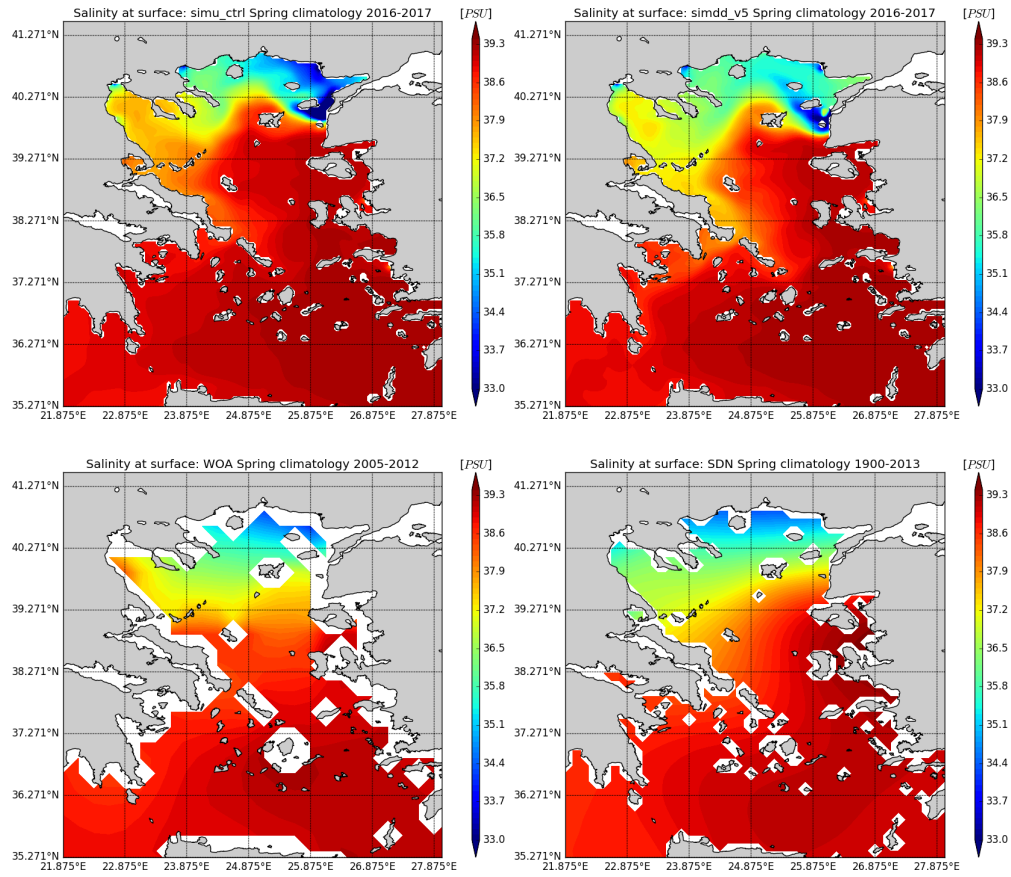 Salinity at surface: simu_ctrl Spring climatology 2016-2017
[PSU]
41.271°N
40.271°N
39.271°N
38.271°N
37.271°N
36.271°N
35.271°N
21.875°E 22.875°E 23.875°E 24.875°E 25.875°E 26.875°E 27.875°E
39.3
38.6
37.9
37.2
36.5
35.8
35.1
34.4
33.7
33.0
Salinity at surface: simdd_v5 Spring climatology 2016-2017
[PSU]
41.271°N
40.271°N
39.271°N
38.271°N
37.271°N
36.271°N
35.271°N
21.875°E 22.875°E 23.875°E 24.875°E 25.875°E 26.875°E 27.875°E
39.3
38.6
37.9
37.2
36.5
35.8
35.1
34.4
33.7
33.0
Salinity at surface: WOA Spring climatology 2005-2012
[PSU]
41.271°N
40.271°N
39.271°N
38.271°N
37.271°N
36.271°N
35.271°N
21.875°E 22.875°E 23.875°E 24.875°E 25.875°E 26.875°E 27.875°E
39.3
38.6
37.9
37.2
36.5
35.8
35.1
34.4
33.7
33.0
Salinity at surface: SDN Spring climatology 1900-2013
[PSU]
41.271°N
40.271°N
39.271°N
38.271°N
37.271°N
36.271°N
35.271°N
21.875°E 22.875°E 23.875°E 24.875°E 25.875°E 26.875°E 27.875°E
39.3
38.6
37.9
37.2
36.5
35.8
35.1
34.4
33.7
33.0